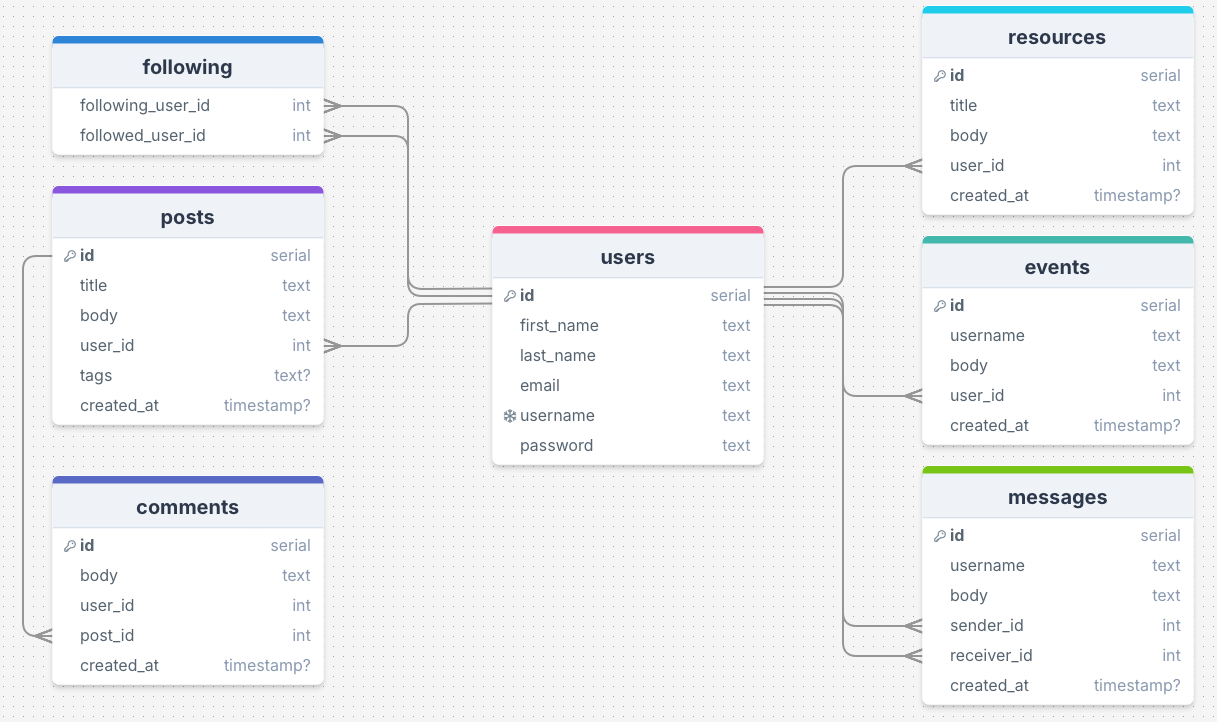 following
following_user_id int
followed_user_id int
posts
id serial
title text
body text
user_id int
tags text?
created_at timestamp?
comments
id serial
body text
user_id int
post_id int
created_at timestamp?
users
id serial
first_name text
last_name text
email text
username text
password text
resources
id serial
title text
body text
user_id int
created_at timestamp?
events
id serial
username text
body text
user_id int
created_at timestamp?
messages
id serial
username text
body text
sender_id int
receiver_id int
created_at timestamp?